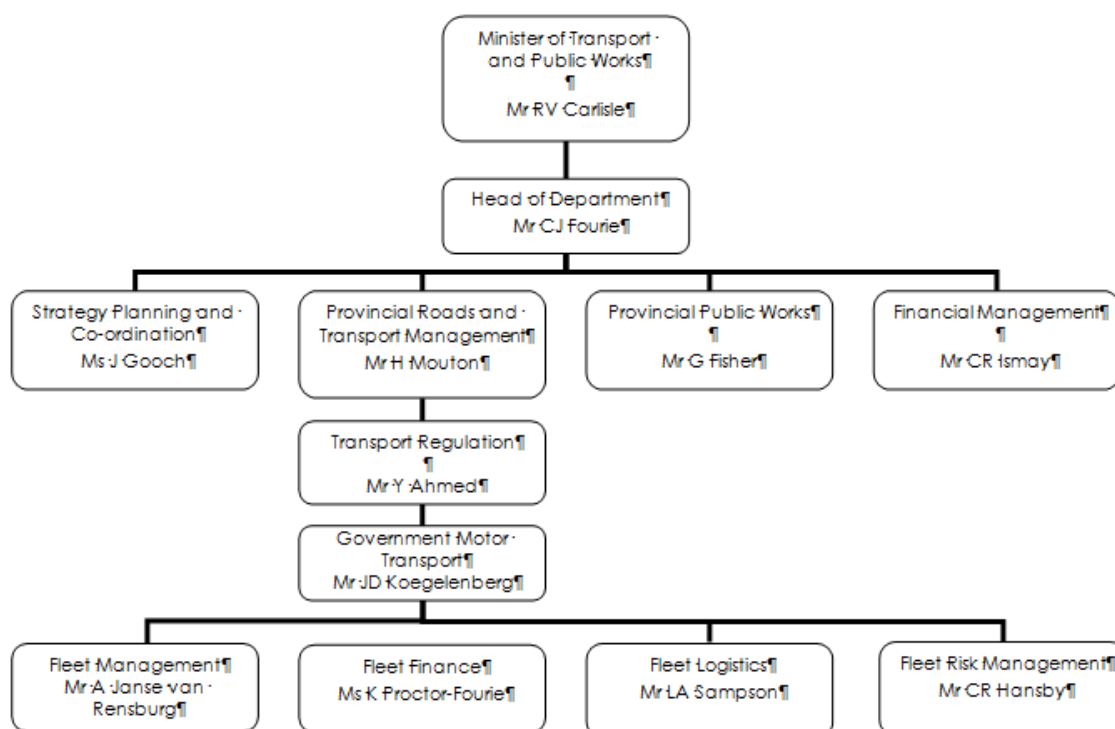 Minister of Transport
and Public Works¶
¶
Mr RV Carlisle¶
Head of Department¶
Mr CJ Fourie¶
Strategy Planning and
Co-ordination¶
Ms J Gooch¶
Provincial Roads and
Transport Management¶
Mr H Mouton¶
Provincial Public Works¶
¶
Mr G Fisher¶
Financial Management¶
¶
Mr CR Ismay¶
Transport Regulation¶
¶
Mr Y Ahmed¶
Government Motor
Transport¶
Mr JD Koegelenberg¶
Fleet Management¶
Mr A Janse van
Rensburg¶
Fleet Finance¶
Ms K Proctor-Fourie¶
Fleet Logistics¶
Mr LA Sampson¶
Fleet Risk Management¶
Mr CR Hansby¶